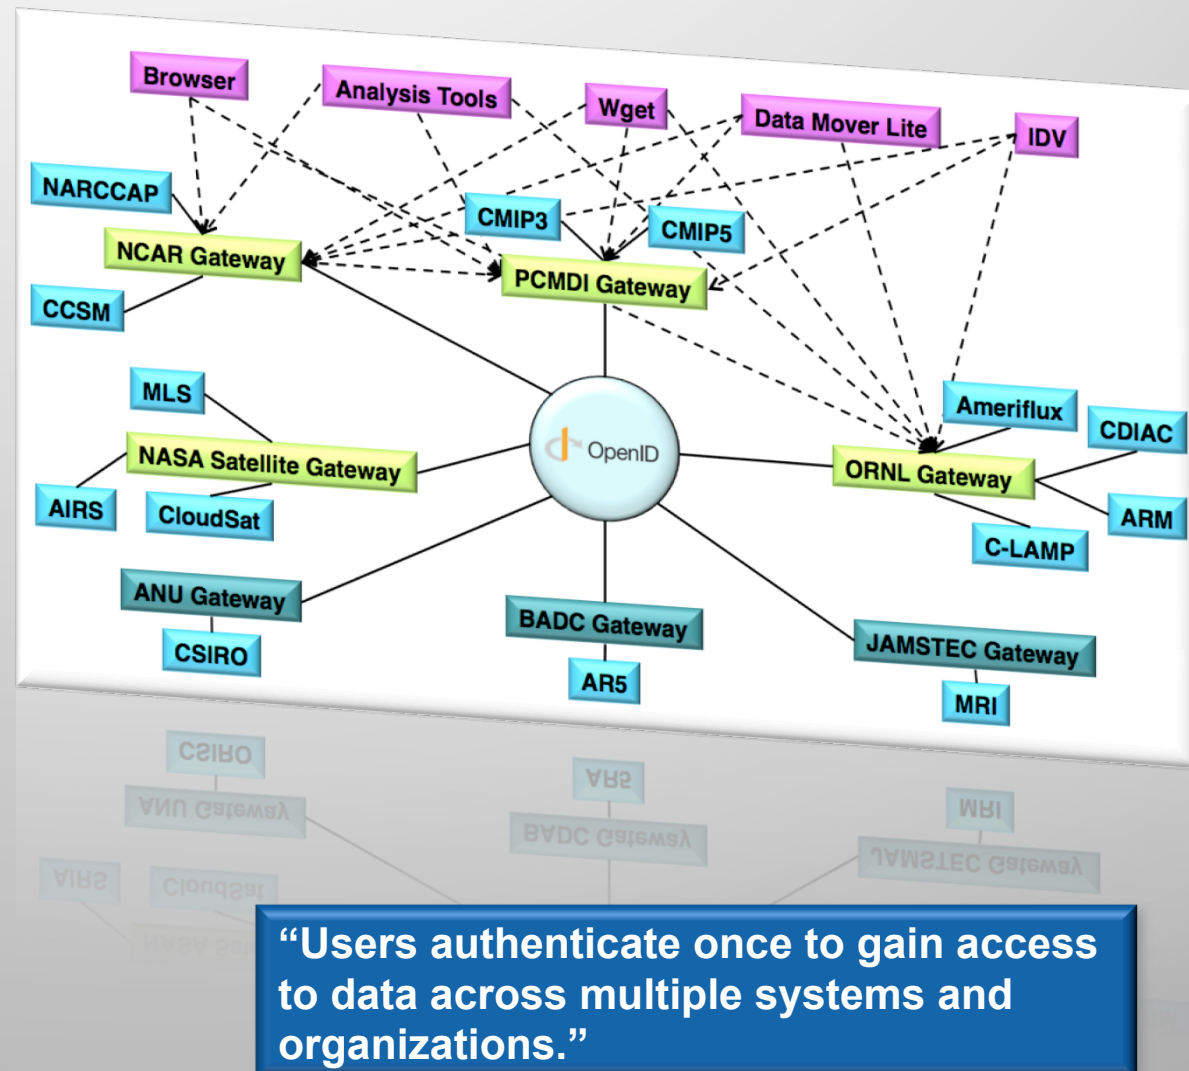 Browser
Analysis Tools
Wget
Data Mover Lite
IDV
NARCCAP
CMIP3
CMIP5
NCAR Gateway
PCMDI Gateway
CCSM
MLS
Ameriflux
CDIAC
NASA Satellite Gateway
OpenID
ORNL Gateway
AIRS
CloudSat
ARM
C-LAMP
ANU Gateway
BADC Gateway
JAMSTEC Gateway
CSIRO
AR5
MRI
“Users authenticate once to gain access
to data across multiple systems and
organizations.”